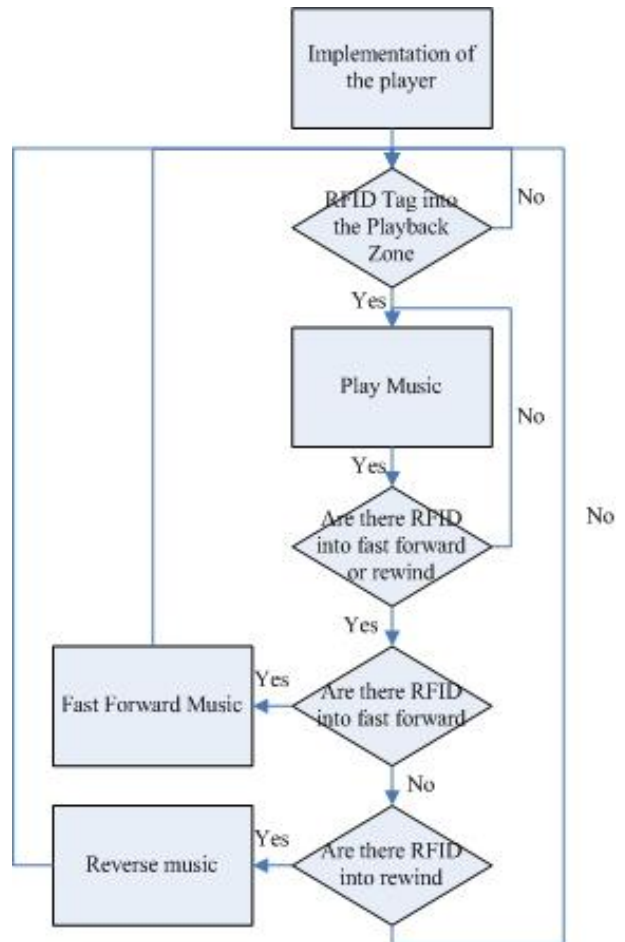 Implementation of
the player
RFID Tag into
the Playback
Zone
No
Yes
Play Music
No
Yes
Are there RFID
into fast forward
or rewind
No
Yes
Fast Forward Music
Yes
Are there RFID
into fast forward
No
Reverse music
Yes
Are there RFID
into rewind